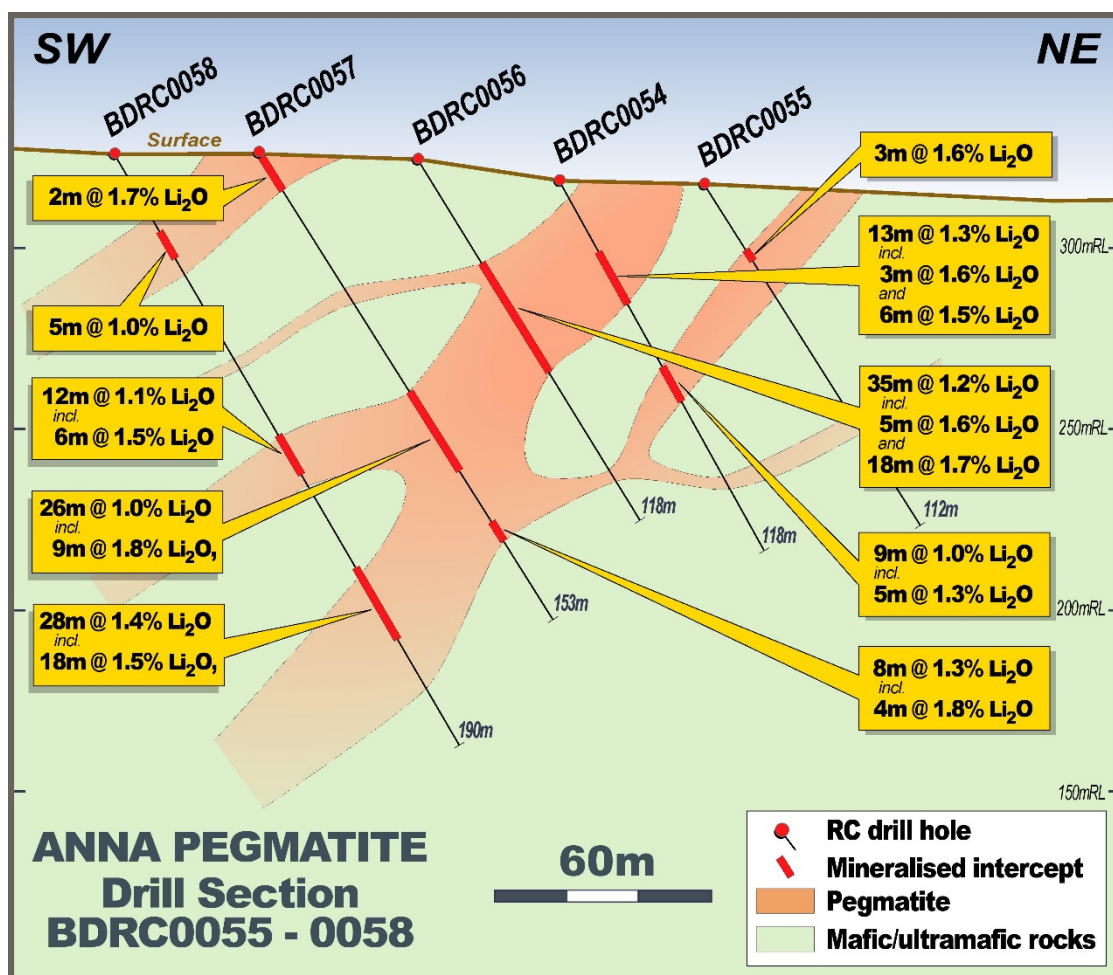 SW
NE
BDRC0058
BDRC0057
BDRC0056
BDRC0054
BDRC0055
Surface
2m @ 1.7% Li₂O
5m @ 1.0% Li₂O
12m @ 1.1% Li₂O
incl.
6m @ 1.5% Li₂O
26m @ 1.0% Li₂O
incl.
9m @ 1.8% Li₂O,
28m @ 1.4% Li₂O
incl.
18m @ 1.5% Li₂O,
3m @ 1.6% Li₂O
13m @ 1.3% Li₂O
incl.
3m @ 1.6% Li₂O
and
6m @ 1.5% Li₂O
35m @ 1.2% Li₂O
incl.
5m @ 1.6% Li₂O
and
18m @ 1.7% Li₂O
9m @ 1.0% Li₂O
incl.
5m @ 1.3% Li₂O
8m @ 1.3% Li₂O
incl.
4m @ 1.8% Li₂O
300mRL
250mRL
200mRL
150mRL
118m
118m
112m
153m
190m
ANNA PEGMATITE
Drill Section
BDRC0055 - 0058
60m
RC drill hole
Mineralised intercept
Pegmatite
Mafic/ultramafic rocks